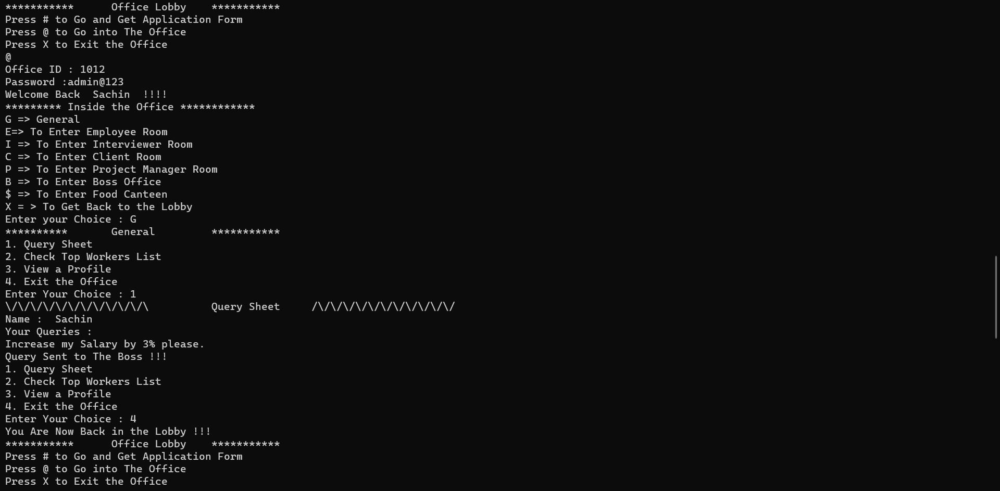 ***********      Office Lobby    ***********
Press # to Go and Get Application Form
Press @ to Go into The Office
Press X to Exit the Office
@
Office ID : 1012
Password :admin@123
Welcome Back  Sachin  !!!!
********* Inside the Office ************
G => General
E=> To Enter Employee Room
I => To Enter Interviewer Room
C => To Enter Client Room
P => To Enter Project Manager Room
B => To Enter Boss Office
$ => To Enter Food Canteen
X = > To Get Back to the Lobby
Enter your Choice : G
**********       General         ***********
1. Query Sheet
2. Check Top Workers List
3. View a Profile
4. Exit the Office
Enter Your Choice : 1
\/\/\/\/\/\/\/\/\/\/\/\          Query Sheet     /\/\/\/\/\/\/\/\/\/\/\/
Name :  Sachin
Your Queries :
Increase my Salary by 3% please.
Query Sent to The Boss !!!
1. Query Sheet
2. Check Top Workers List
3. View a Profile
4. Exit the Office
Enter Your Choice : 4
You Are Now Back in the Lobby !!!
***********      Office Lobby    ***********
Press # to Go and Get Application Form
Press @ to Go into The Office
Press X to Exit the Office